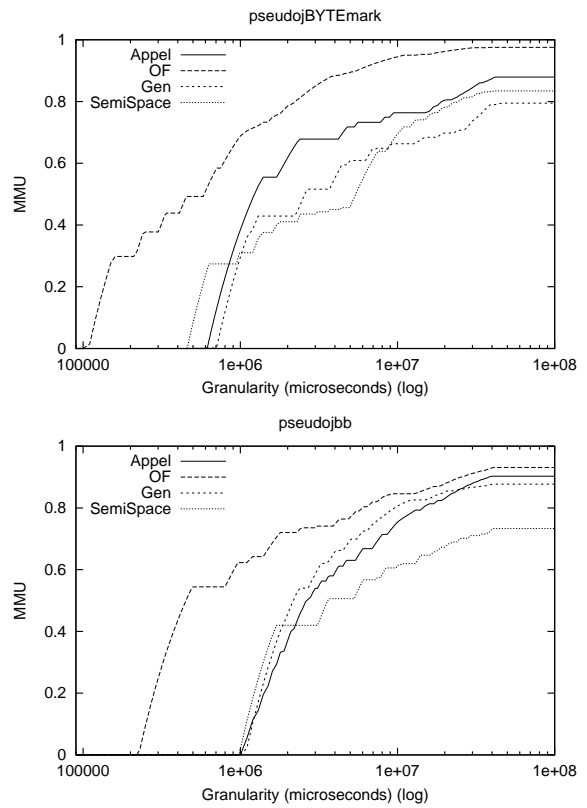 pseudojBYTEmark
1
0.8
0.6
0.4
0.2
0
MMU
Appel
OF
Gen
SemiSpace
100000 1e+06 1e+07 1e+08
Granularity (microseconds) (log)
pseudojbb
1
0.8
0.6
0.4
0.2
0
MMU
Appel
OF
Gen
SemiSpace
100000 1e+06 1e+07 1e+08
Granularity (microseconds) (log)